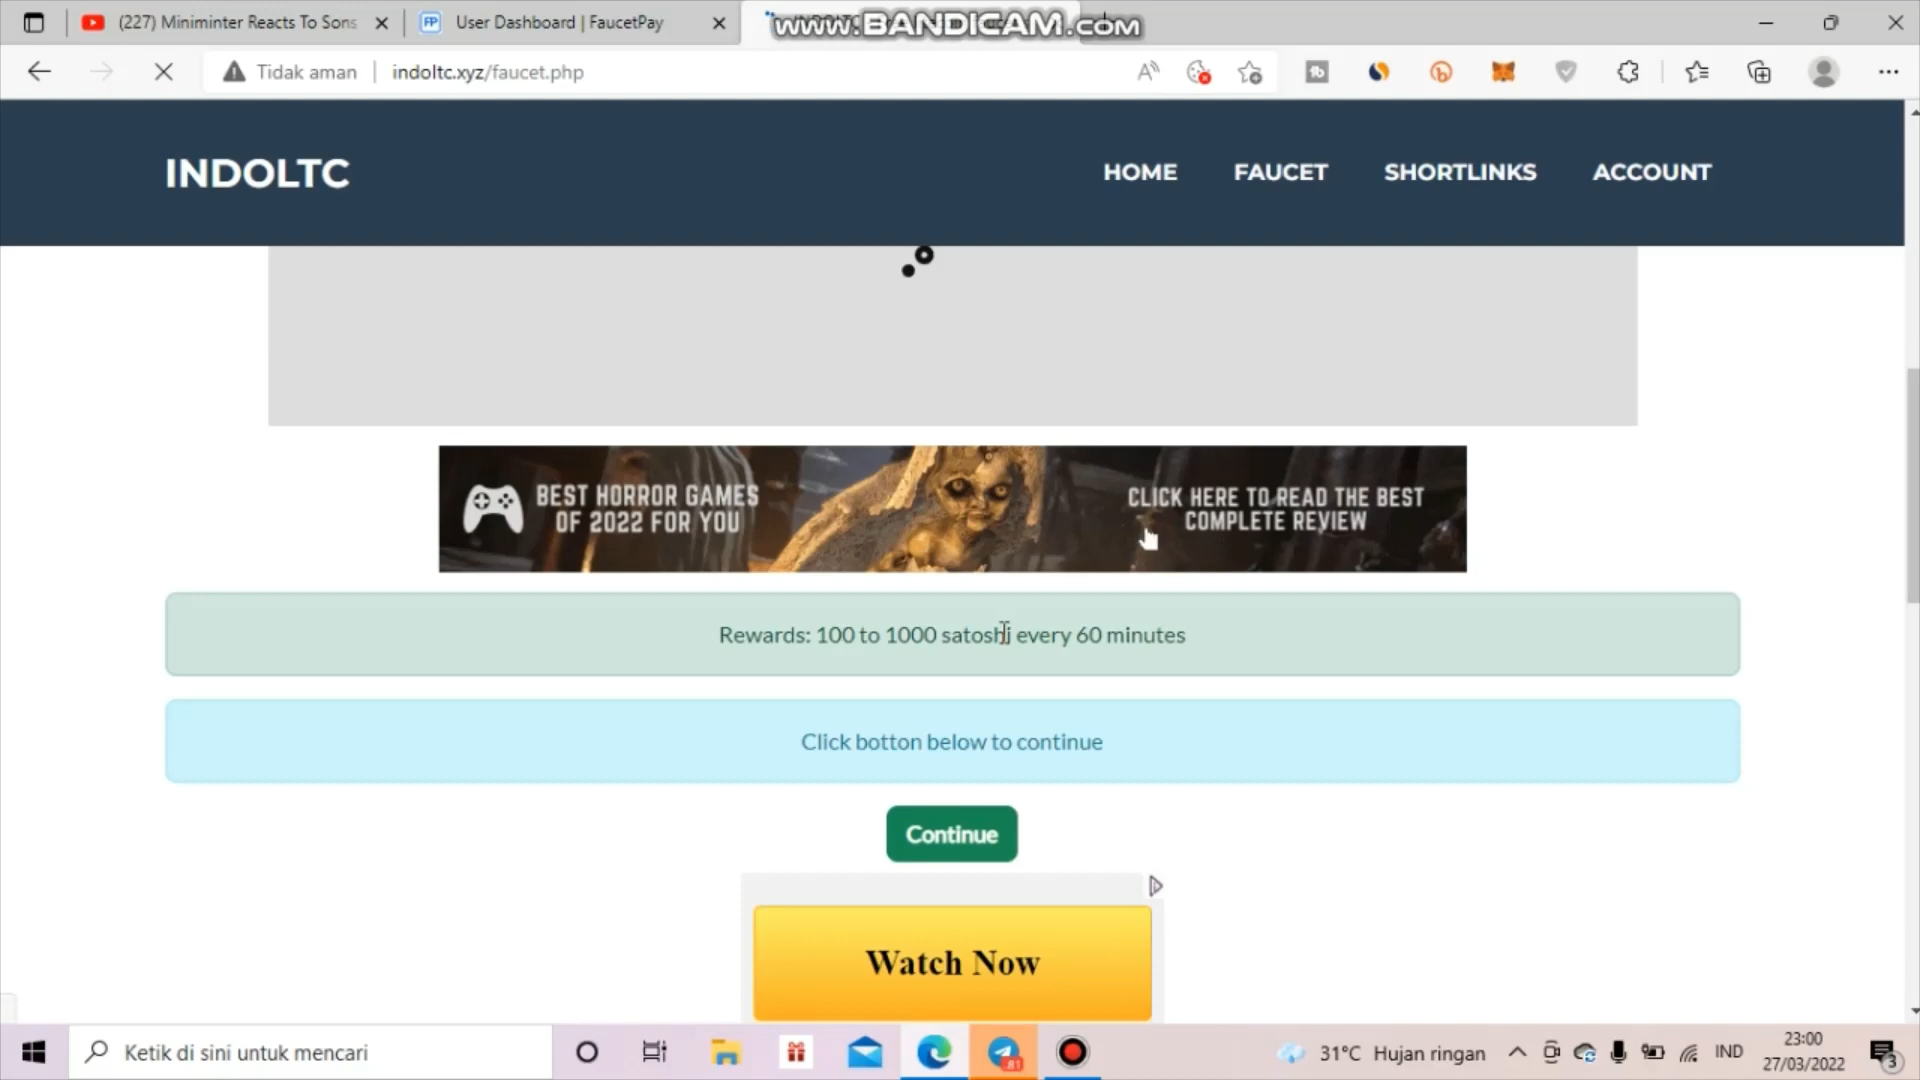 (227) Miniminter Reacts To Sons
FP
User Dashboard | FaucetPay
www.BANDICAM.com
Tidak aman
indoltc.xyz/faucet.php
INDOLTC
HOME
FAUCET
SHORTLINKS
ACCOUNT
BEST HORROR GAMES
OF 2022 FOR YOU
CLICK HERE TO READ THE BEST
COMPLETE REVIEW
Rewards: 100 to 1000 satoshi every 60 minutes
Click botton below to continue
Continue
Watch Now
Ketik di sini untuk mencari
81
31°C Hujan ringan
IND
23:00
27/03/2022
3